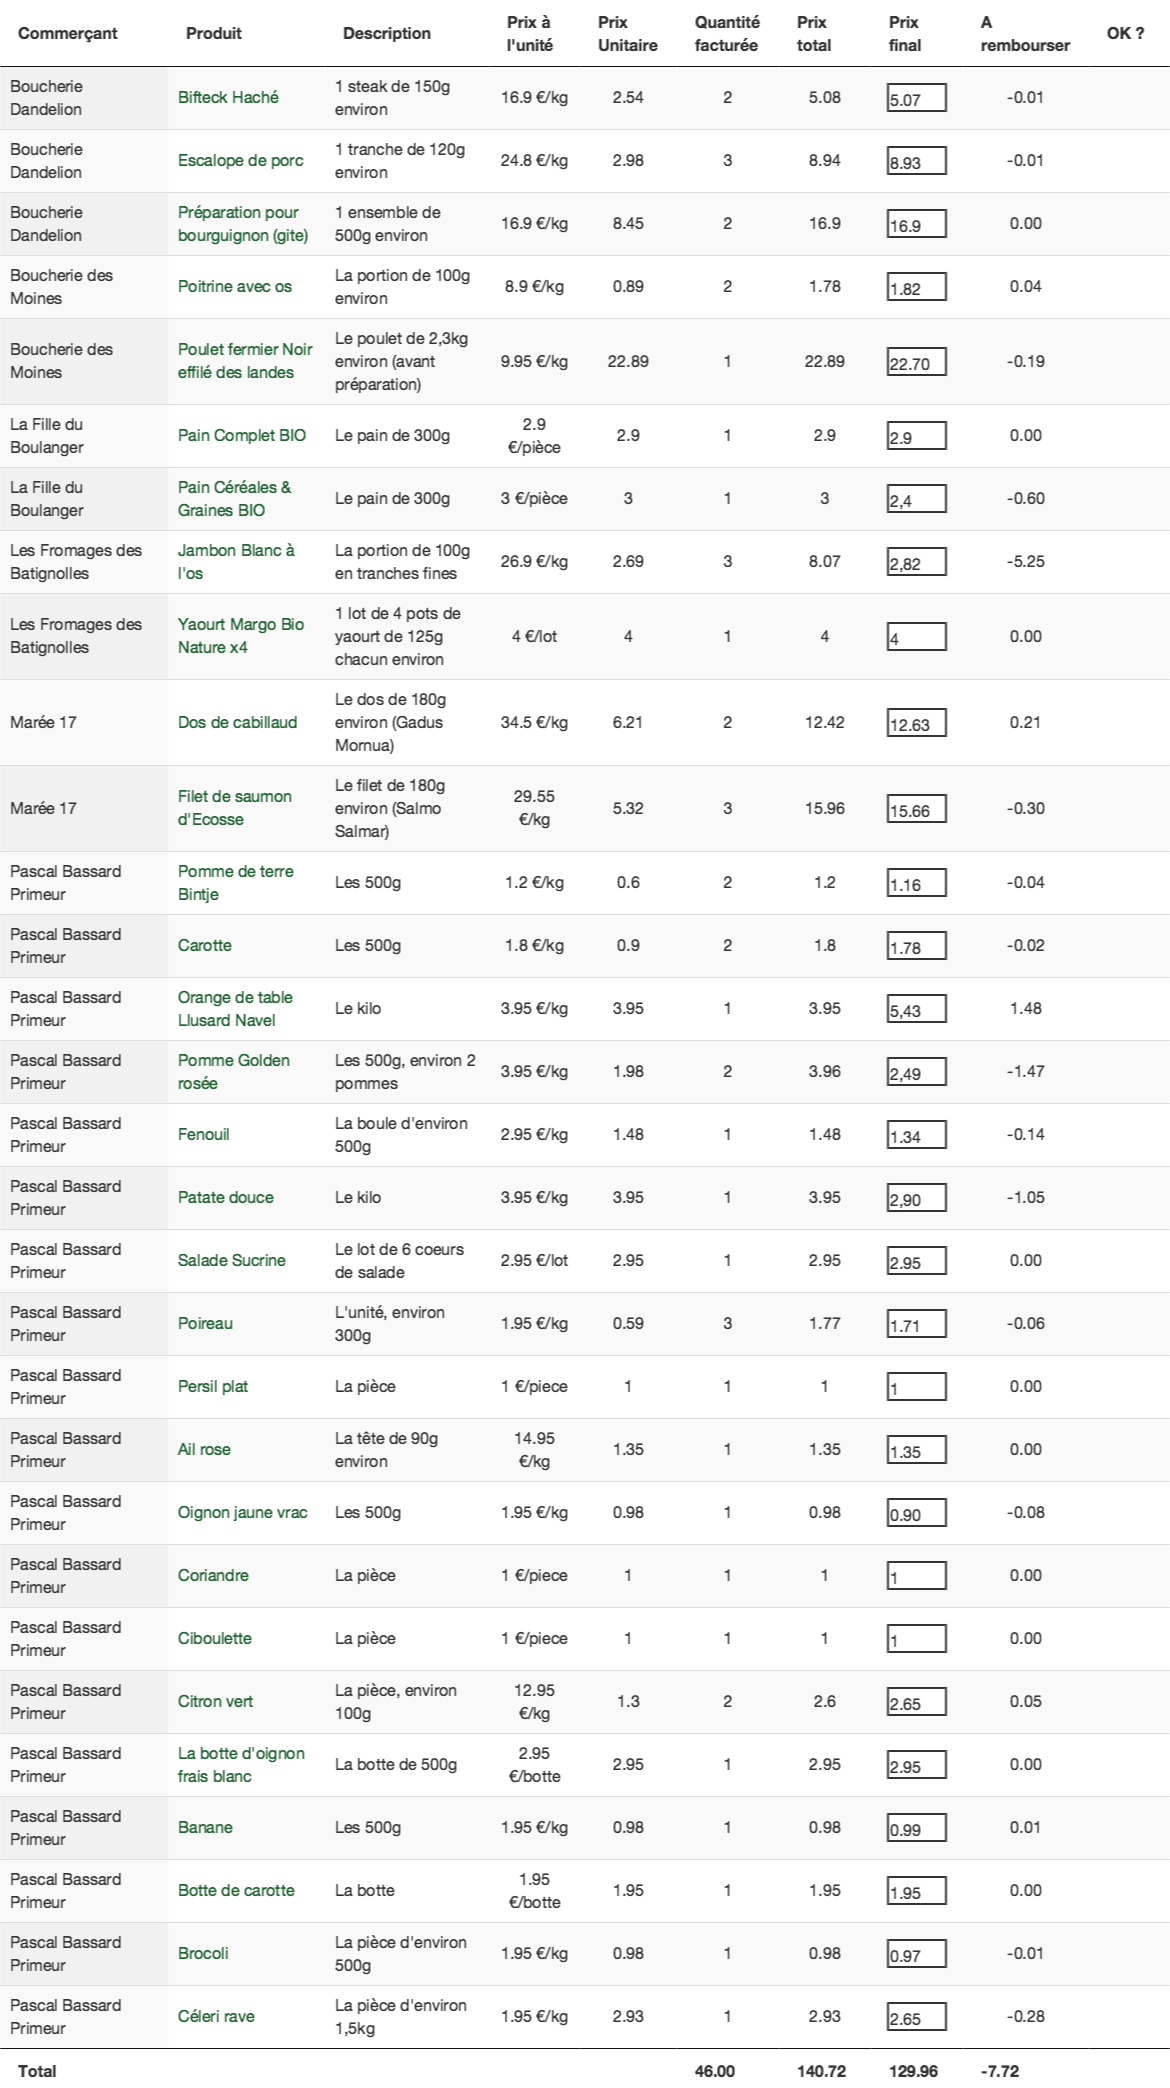 Commerçant Produit Description Prix à l'unité Prix Unitaire Quantité facturée Prix total Prix final A rembourser OK ?
Boucherie Dandelion Bifteck Haché 1 steak de 150g environ 16.9 €/kg 2.54 2 5.08 5.07 -0.01
Boucherie Dandelion Escalope de porc 1 tranche de 120g environ 24.8 €/kg 2.98 3 8.94 8.93 -0.01
Boucherie Dandelion Préparation pour bourguignon (gite) 1 ensemble de 500g environ 16.9 €/kg 8.45 2 16.9 16.9 0.00
Boucherie des Moines Poitrine avec os La portion de 100g environ 8.9 €/kg 0.89 2 1.78 1.82 0.04
Boucherie des Moines Poulet fermier Noir effilé des landes Le poulet de 2,3kg environ (avant préparation) 9.95 €/kg 22.89 1 22.89 22.70 -0.19
La Fille du Boulanger Pain Complet BIO Le pain de 300g 2.9 €/pièce 2.9 1 2.9 2.9 0.00
La Fille du Boulanger Pain Céréales & Graines BIO Le pain de 300g 3 €/pièce 3 1 3 2,4 -0.60
Les Fromages des Batignolles Jambon Blanc à l'os La portion de 100g en tranches fines 26.9 €/kg 2.69 3 8.07 2,82 -5.25
Les Fromages des Batignolles Yaourt Margo Bio Nature x4 1 lot de 4 pots de yaourt de 125g chacun environ 4 €/lot 4 1 4 4 0.00
Marée 17 Dos de cabillaud Le dos de 180g environ (Gadus Mornua) 34.5 €/kg 6.21 2 12.42 12.63 0.21
Marée 17 Filet de saumon d'Ecosse Le filet de 180g environ (Salmo Salmar) 29.55 €/kg 5.32 3 15.96 15.66 -0.30
Pascal Bassard Primeur Pomme de terre Bintje Les 500g 1.2 €/kg 0.6 2 1.2 1.16 -0.04
Pascal Bassard Primeur Carotte Les 500g 1.8 €/kg 0.9 2 1.8 1.78 -0.02
Pascal Bassard Primeur Orange de table Llusard Navel Le kilo 3.95 €/kg 3.95 1 3.95 5,43 1.48
Pascal Bassard Primeur Pomme Golden rosée Les 500g, environ 2 pommes 3.95 €/kg 1.98 2 3.96 2,49 -1.47
Pascal Bassard Primeur Fenouil La boule d'environ 500g 2.95 €/kg 1.48 1 1.48 1.34 -0.14
Pascal Bassard Primeur Patate douce Le kilo 3.95 €/kg 3.95 1 3.95 2,90 -1.05
Pascal Bassard Primeur Salade Sucrine Le lot de 6 coeurs de salade 2.95 €/lot 2.95 1 2.95 2.95 0.00
Pascal Bassard Primeur Poireau L'unité, environ 300g 1.95 €/kg 0.59 3 1.77 1.71 -0.06
Pascal Bassard Primeur Persil plat La pièce 1 €/piece 1 1 1 1 0.00
Pascal Bassard Primeur Ail rose La tête de 90g environ 14.95 €/kg 1.35 1 1.35 1.35 0.00
Pascal Bassard Primeur Oignon jaune vrac Les 500g 1.95 €/kg 0.98 1 0.98 0.90 -0.08
Pascal Bassard Primeur Coriandre La pièce 1 €/piece 1 1 1 1 0.00
Pascal Bassard Primeur Ciboulette La pièce 1 €/piece 1 1 1 1 0.00
Pascal Bassard Primeur Citron vert La pièce, environ 100g 12.95 €/kg 1.3 2 2.6 2.65 0.05
Pascal Bassard Primeur La botte d'oignon frais blanc La botte de 500g 2.95 €/botte 2.95 1 2.95 2.95 0.00
Pascal Bassard Primeur Banane Les 500g 1.95 €/kg 0.98 1 0.98 0.99 0.01
Pascal Bassard Primeur Botte de carotte La botte 1.95 €/botte 1.95 1 1.95 1.95 0.00
Pascal Bassard Primeur Brocoli La pièce d'environ 500g 1.95 €/kg 0.98 1 0.98 0.97 -0.01
Pascal Bassard Primeur Céleri rave La pièce d'environ 1,5kg 1.95 €/kg 2.93 1 2.93 2.65 -0.28
Total 46.00 140.72 129.96 -7.72